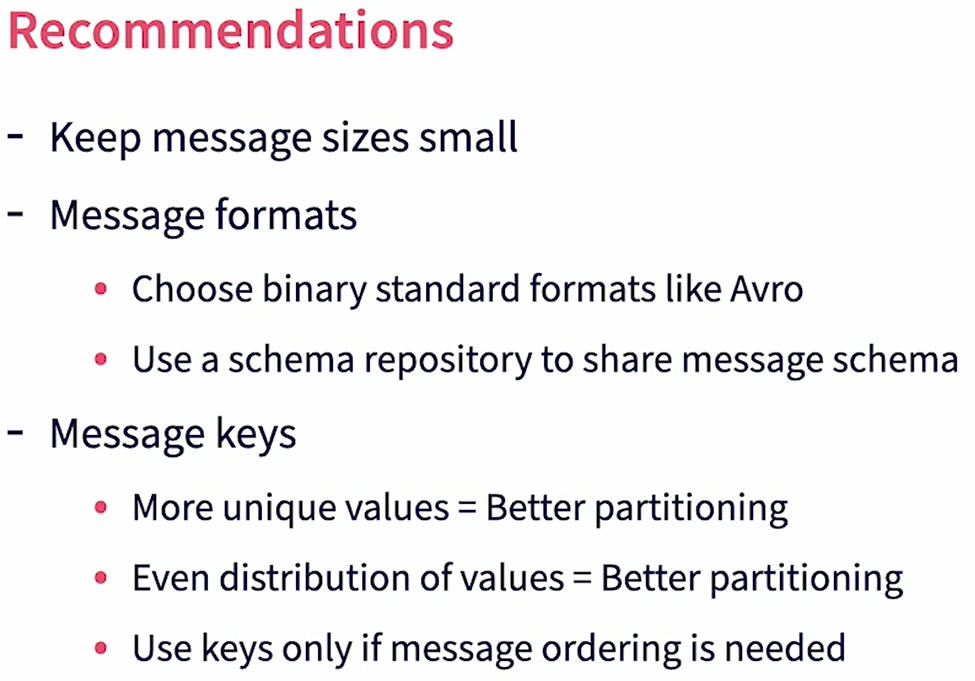 Recommendations
- Keep message sizes small
- Message formats
• Choose binary standard formats like Avro
• Use a schema repository to share message schema
- Message keys
• More unique values = Better partitioning
• Even distribution of values = Better partitioning
• Use keys only if message ordering is needed